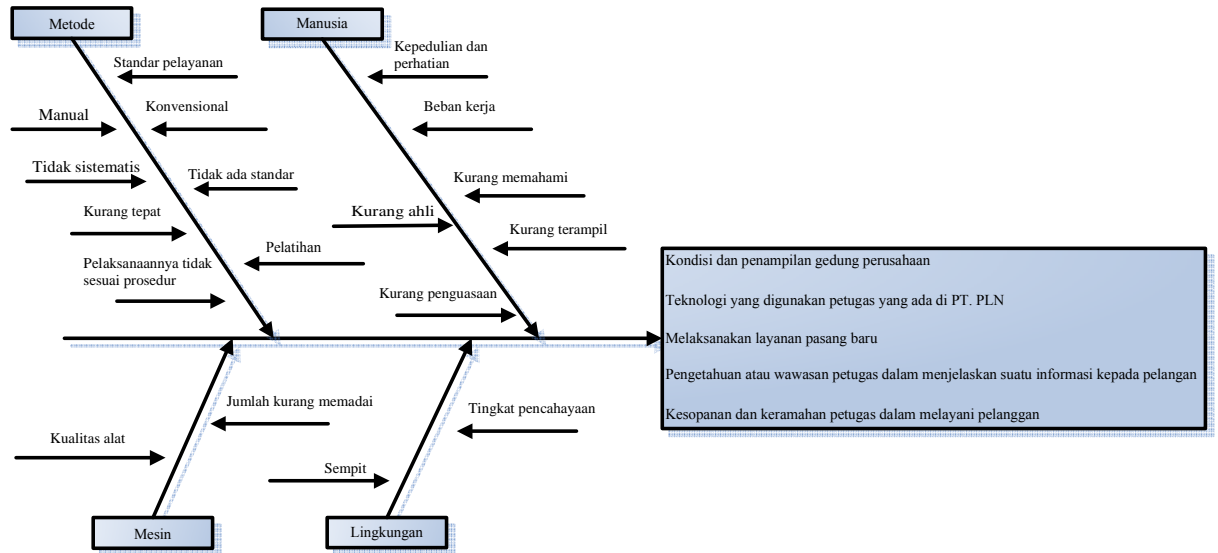 Metode
Manusia
Standar pelayanan
Kepedulian dan
perhatian
Manual
Konvensional
Beban kerja
Tidak sistematis
Tidak ada standar
Kurang memahami
Kurang tepat
Kurang ahli
Kurang terampil
Pelatihan
Pelaksanaannya tidak
sesuai prosedur
Kurang penguasaan
Kondisi dan penampilan gedung perusahaan
Teknologi yang digunakan petugas yang ada di PT. PLN
Melaksanakan layanan pasang baru
Pengetahuan atau wawasan petugas dalam menjelaskan suatu informasi kepada pelangan
Kesopanan dan keramahan petugas dalam melayani pelanggan
Jumlah kurang memadai
Tingkat pencahayaan
Kualitas alat
Sempit
Mesin
Lingkungan